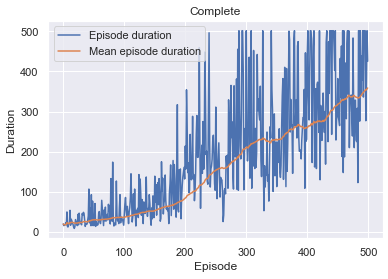 Complete
Episode duration
Mean episode duration
Duration
500
400
300
200
100
0
0 100 200 300 400 500
Episode